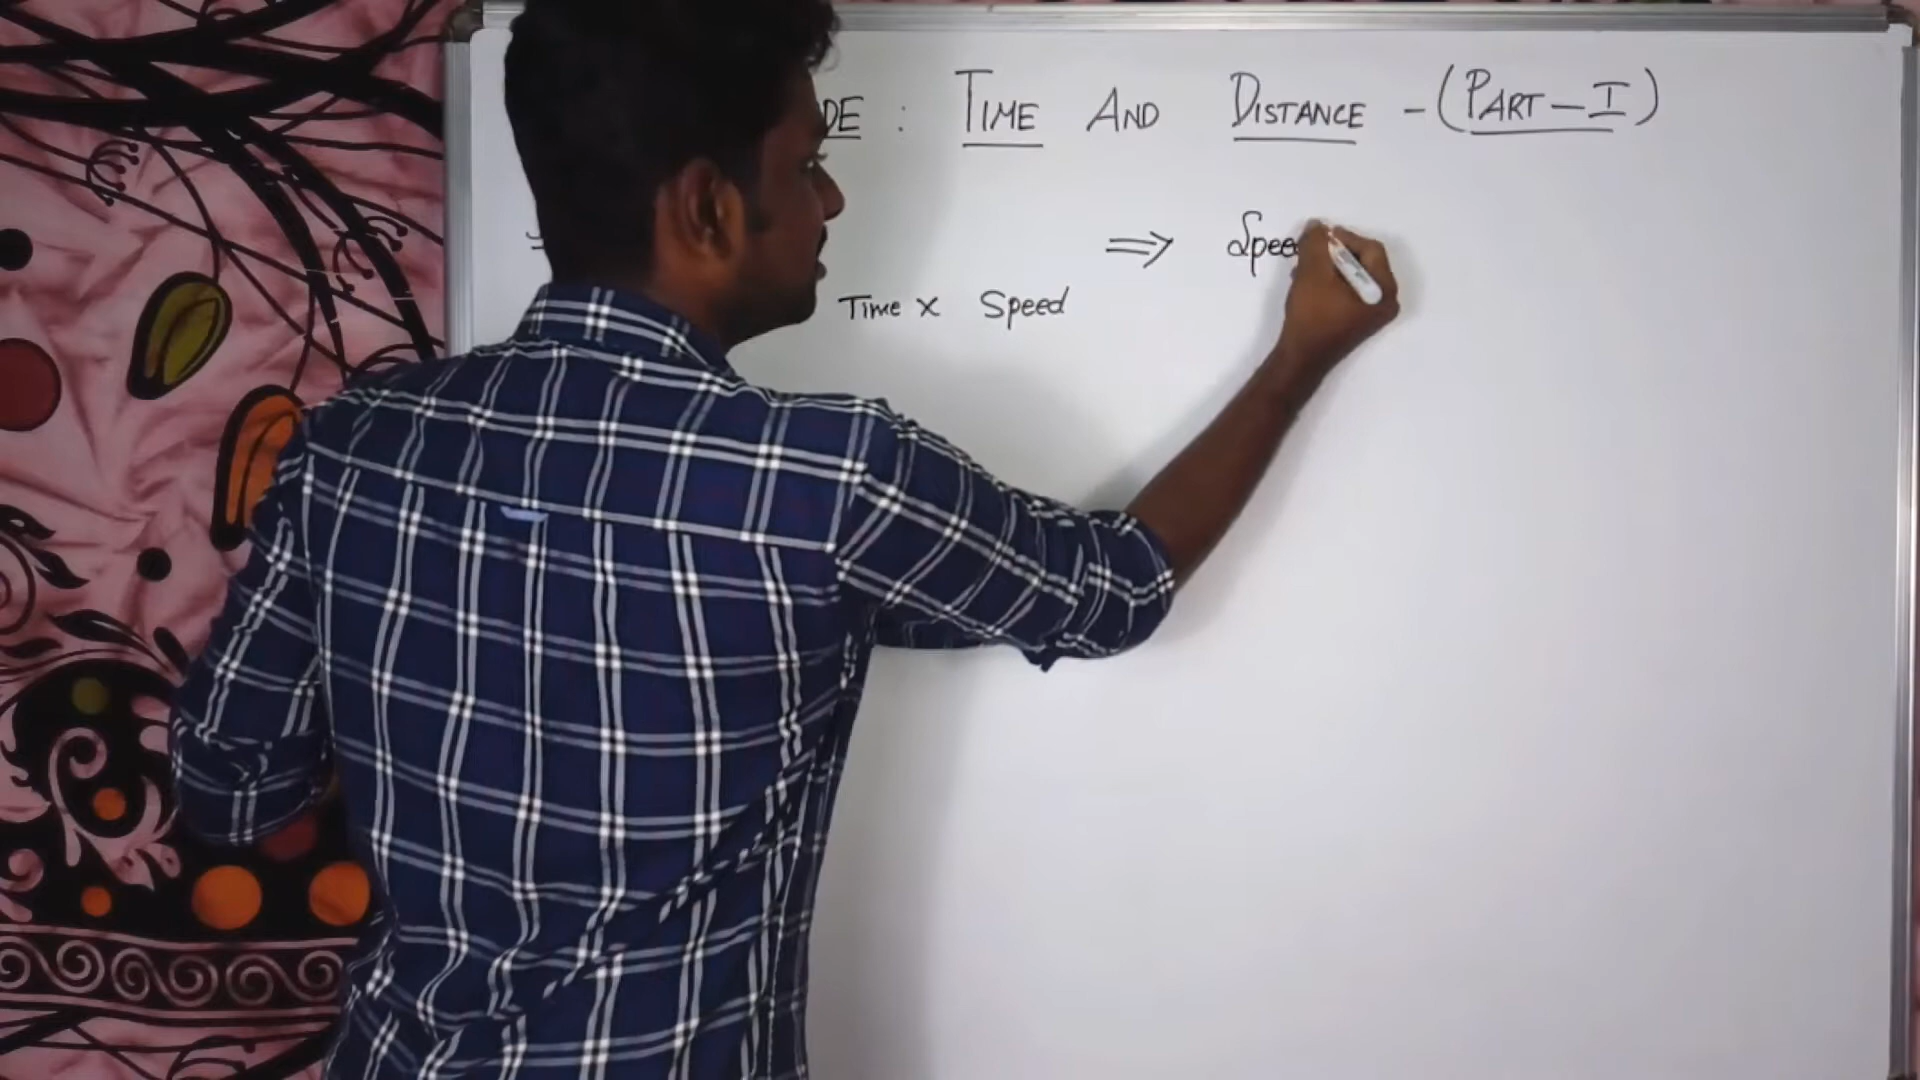 DE : TIME AND DISTANCE - (PART - I)
⇒ Spee
Time x Speed